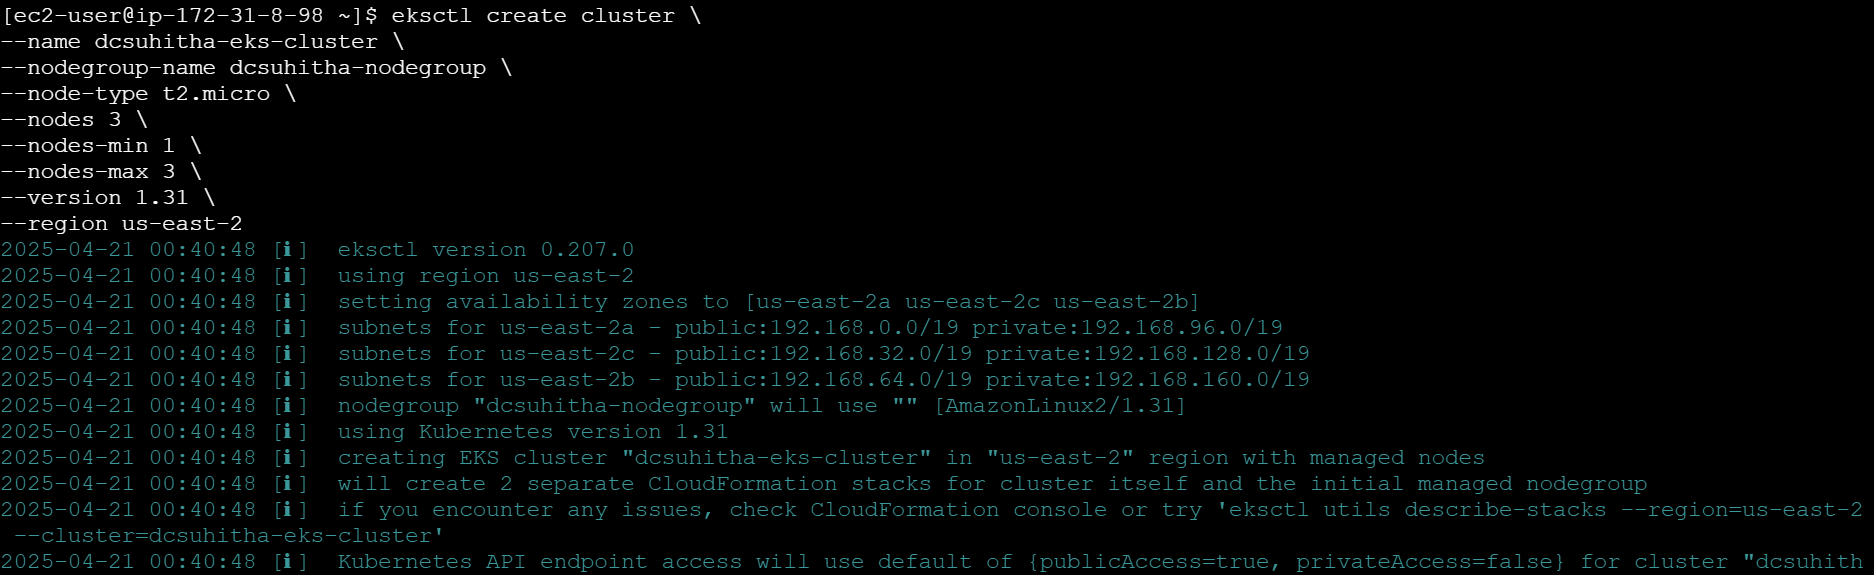 [ec2-user@ip-172-31-8-98 ~]$ eksctl create cluster \
--name dcsuhitha-eks-cluster \
--nodegroup-name dcsuhitha-nodegroup \
--node-type t2.micro \
--nodes 3 \
--nodes-min 1 \
--nodes-max 3 \
--version 1.31 \
--region us-east-2
2025-04-21 00:40:48 [ℹ]  eksctl version 0.207.0
2025-04-21 00:40:48 [ℹ]  using region us-east-2
2025-04-21 00:40:48 [ℹ]  setting availability zones to [us-east-2a us-east-2c us-east-2b]
2025-04-21 00:40:48 [ℹ]  subnets for us-east-2a - public:192.168.0.0/19 private:192.168.96.0/19
2025-04-21 00:40:48 [ℹ]  subnets for us-east-2c - public:192.168.32.0/19 private:192.168.128.0/19
2025-04-21 00:40:48 [ℹ]  subnets for us-east-2b - public:192.168.64.0/19 private:192.168.160.0/19
2025-04-21 00:40:48 [ℹ]  nodegroup "dcsuhitha-nodegroup" will use "" [AmazonLinux2/1.31]
2025-04-21 00:40:48 [ℹ]  using Kubernetes version 1.31
2025-04-21 00:40:48 [ℹ]  creating EKS cluster "dcsuhitha-eks-cluster" in "us-east-2" region with managed nodes
2025-04-21 00:40:48 [ℹ]  will create 2 separate CloudFormation stacks for cluster itself and the initial managed nodegroup
2025-04-21 00:40:48 [ℹ]  if you encounter any issues, check CloudFormation console or try 'eksctl utils describe-stacks --region=us-east-2
 --cluster=dcsuhitha-eks-cluster'
2025-04-21 00:40:48 [ℹ]  Kubernetes API endpoint access will use default of {publicAccess=true, privateAccess=false} for cluster "dcsuhith